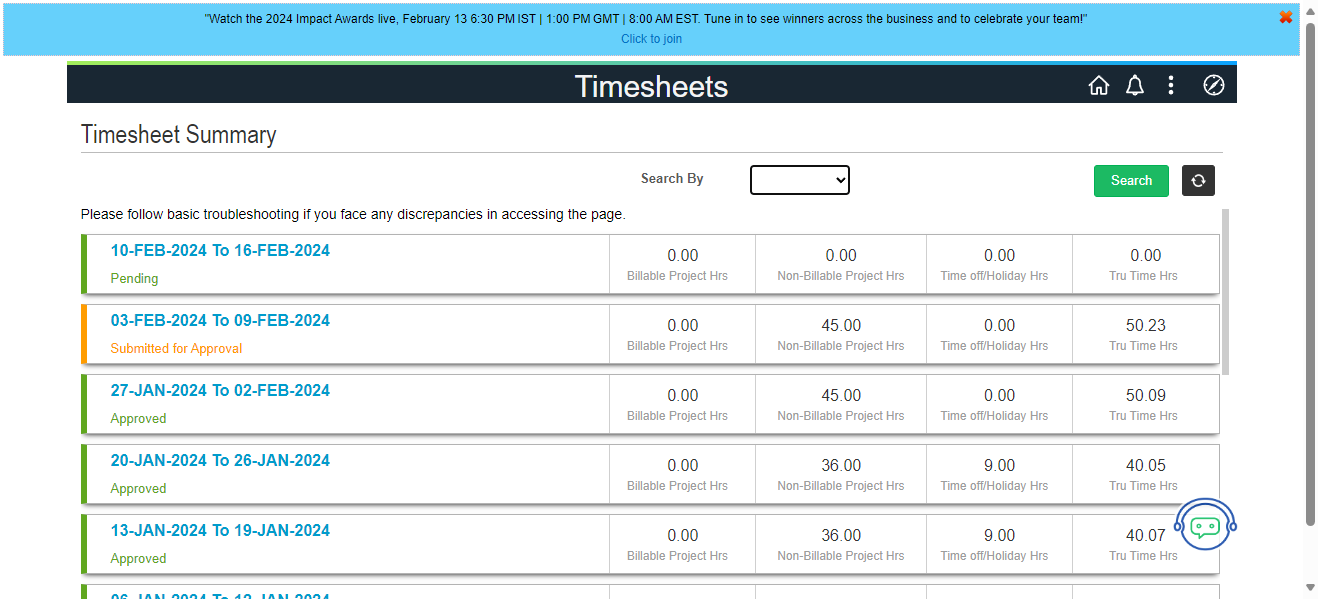 "Watch the 2024 Impact Awards live, February 13 6:30 PM IST | 1:00 PM GMT | 8:00 AM EST. Tune in to see winners across the business and to celebrate your team!"
Click to join
Timesheets
Timesheet Summary
Search By
Search
Please follow basic troubleshooting if you face any discrepancies in accessing the page.
10-FEB-2024 To 16-FEB-2024
Pending
0.00 0.00 0.00 0.00
Billable Project Hrs Non-Billable Project Hrs Time off/Holiday Hrs Tru Time Hrs
03-FEB-2024 To 09-FEB-2024
Submitted for Approval
0.00 45.00 0.00 50.23
Billable Project Hrs Non-Billable Project Hrs Time off/Holiday Hrs Tru Time Hrs
27-JAN-2024 To 02-FEB-2024
Approved
0.00 45.00 0.00 50.09
Billable Project Hrs Non-Billable Project Hrs Time off/Holiday Hrs Tru Time Hrs
20-JAN-2024 To 26-JAN-2024
Approved
0.00 36.00 9.00 40.05
Billable Project Hrs Non-Billable Project Hrs Time off/Holiday Hrs Tru Time Hrs
13-JAN-2024 To 19-JAN-2024
Approved
0.00 36.00 9.00 40.07
Billable Project Hrs Non-Billable Project Hrs Time off/Holiday Hrs Tru Time Hrs
06-JAN-2024 To 12-JAN-2024